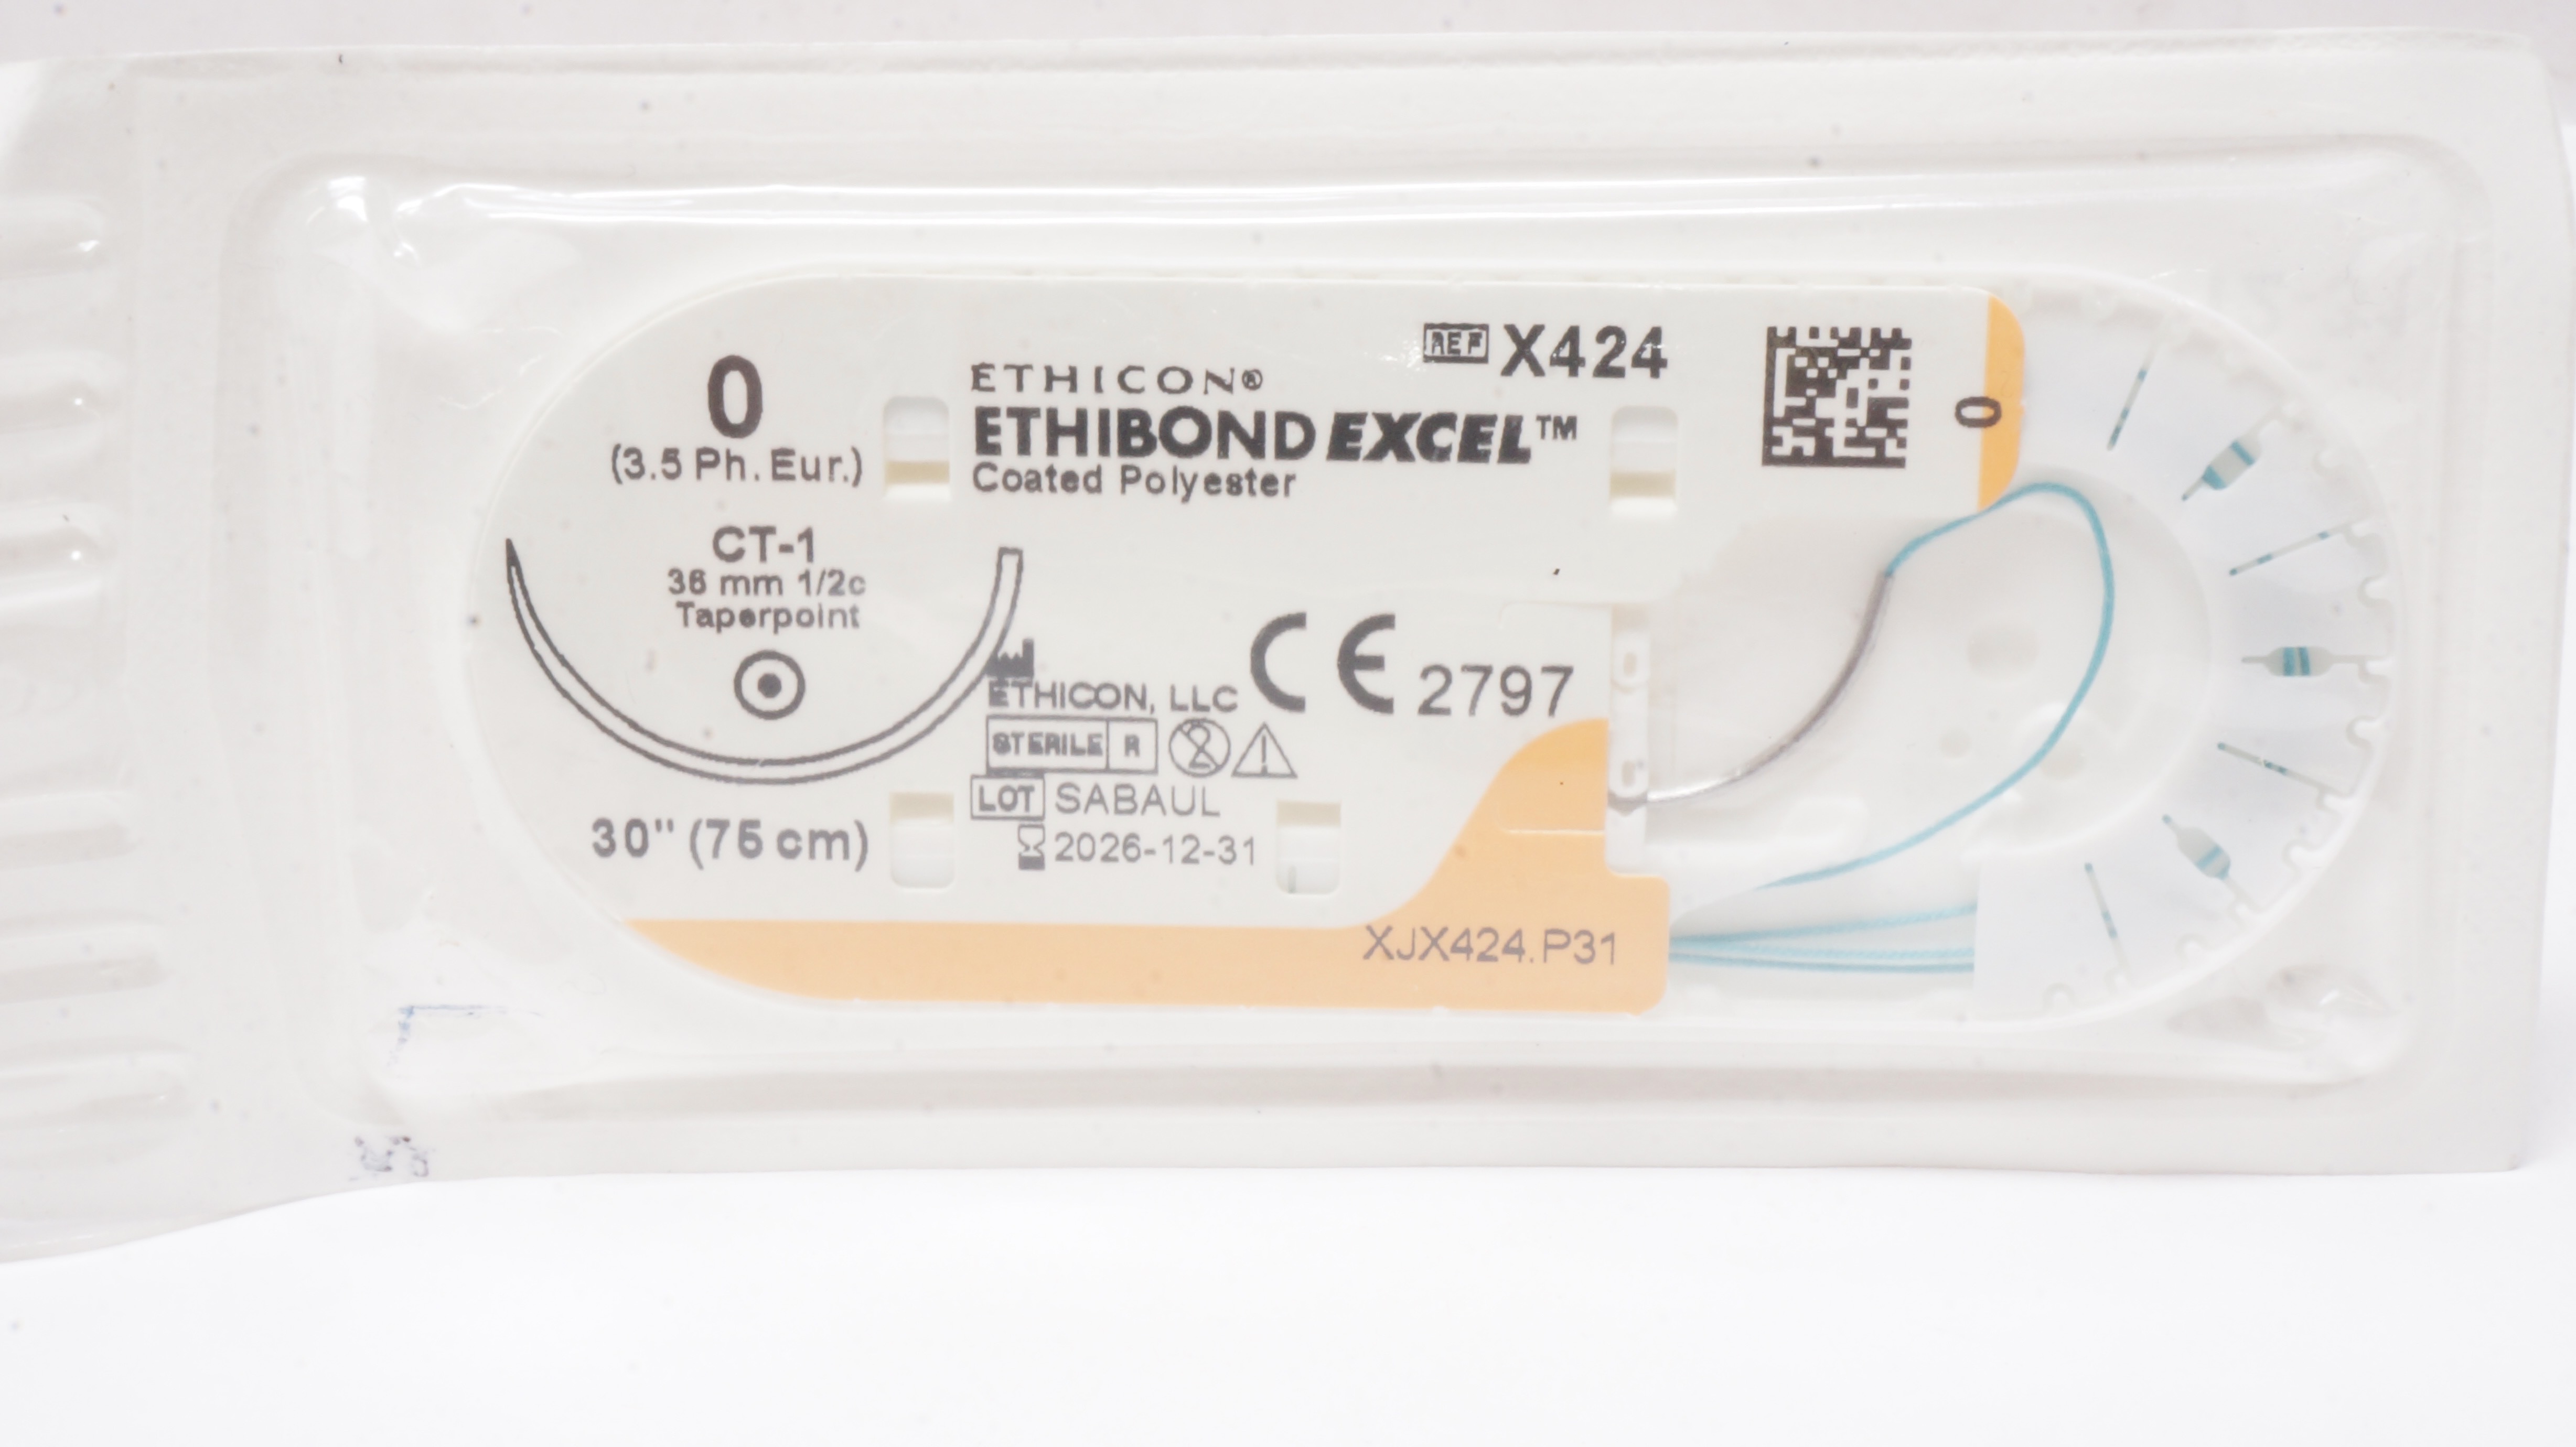 0
(3.5 Ph. Eur.)
CT-1
36 mm 1/2c
Taperpoint
30" (75 cm)
REF X424
ETHICON®
ETHIBOND EXCEL™
Coated Polyester
0
CE 2797
ETHICON, LLC
STERILE R
2
LOT SABAUL
2026-12-31
XJX424.P31